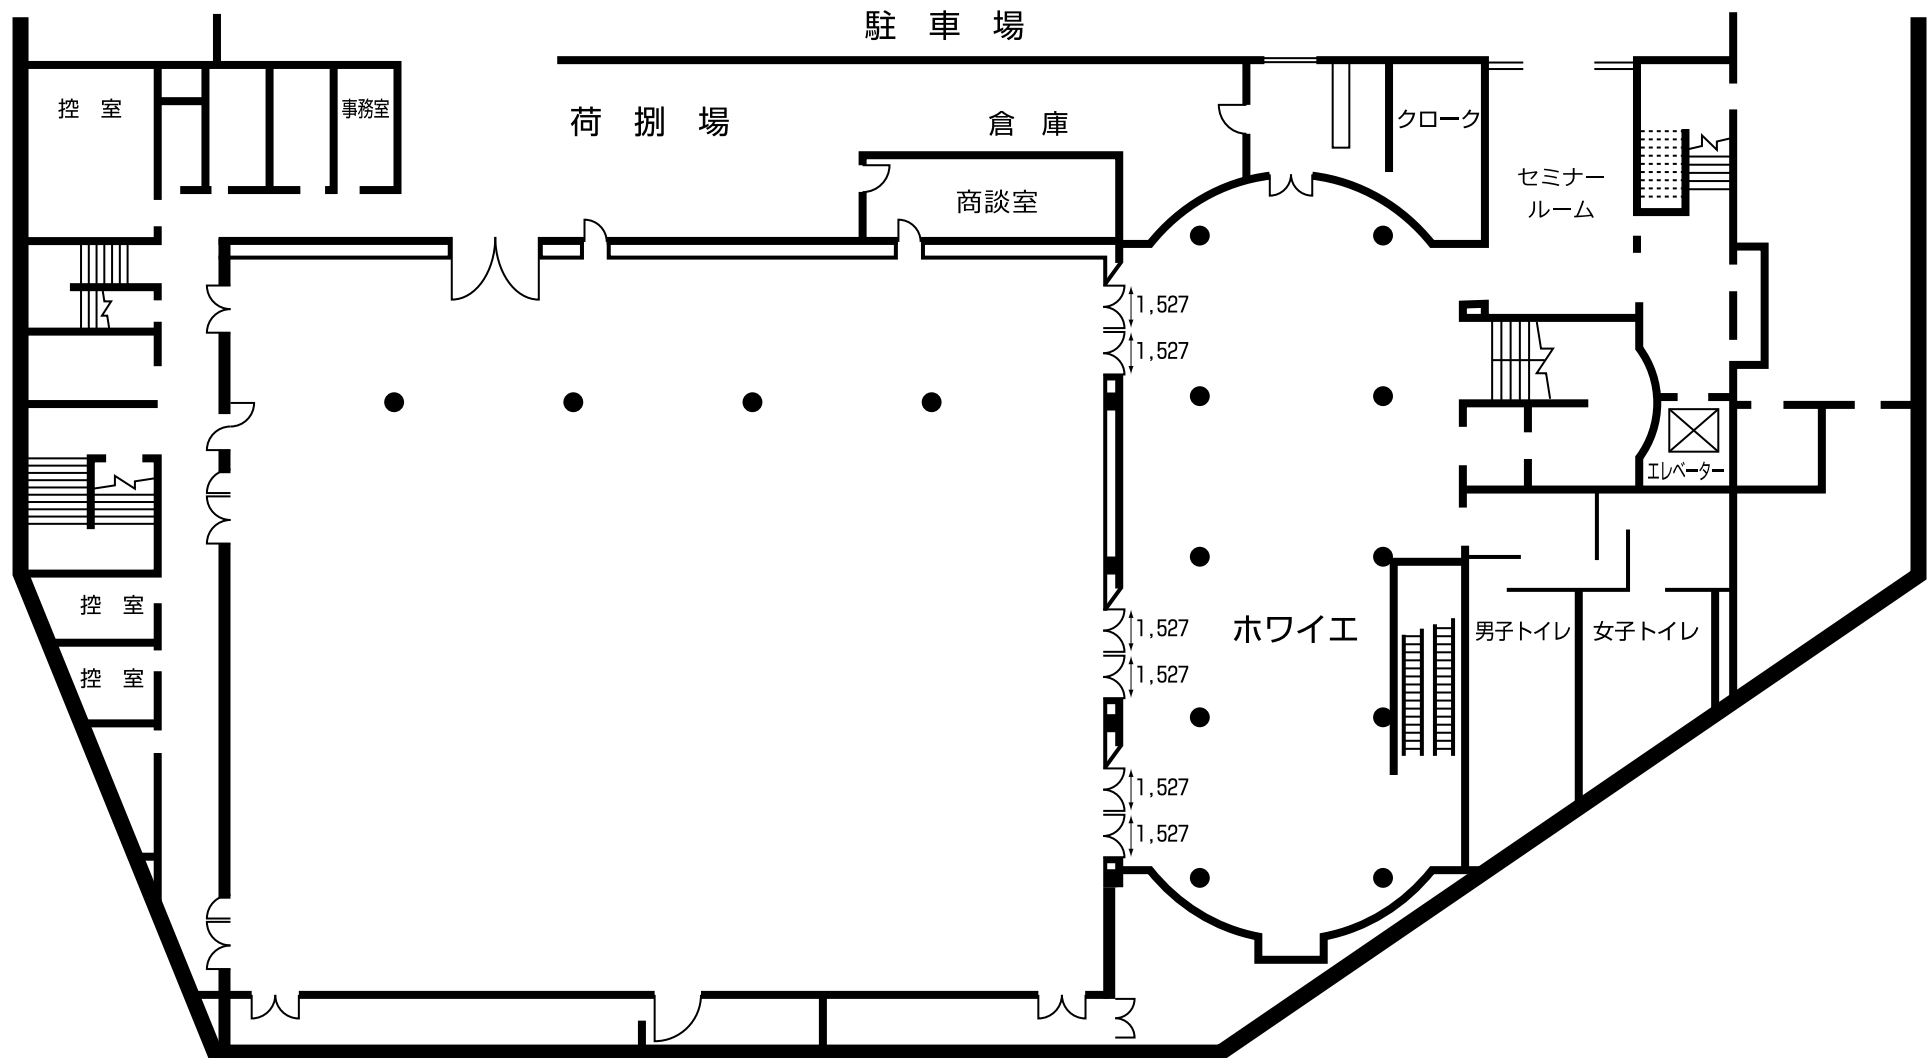 駐 車 場
控 室
事務室
荷 捌 場
倉 庫
クローク
商談室
セミナー
ルーム
1,527
1,527
エレベーター
控 室
ホワイエ
男子トイレ
女子トイレ
1,527
1,527
控 室
1,527
1,527